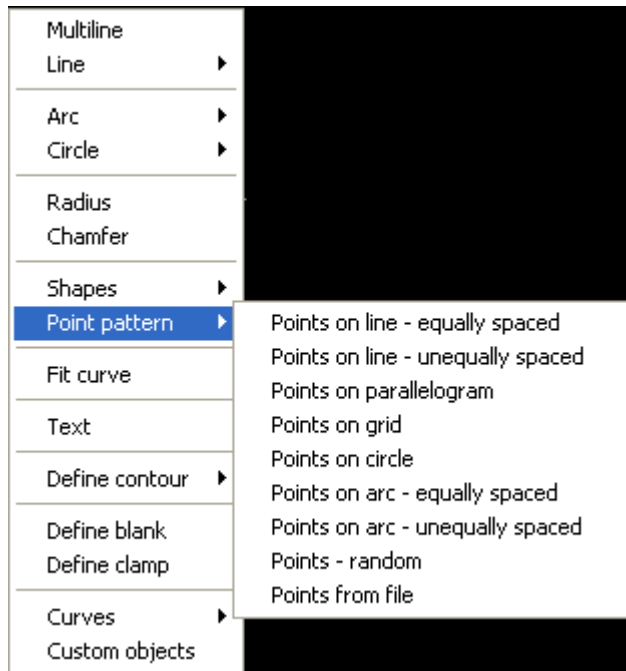 Multiline
Line
Arc
Circle
Radius
Chamfer
Shapes
Point pattern
Fit curve
Text
Define contour
Define blank
Define clamp
Curves
Custom objects
Points on line - equally spaced
Points on line - unequally spaced
Points on parallelogram
Points on grid
Points on circle
Points on arc - equally spaced
Points on arc - unequally spaced
Points - random
Points from file